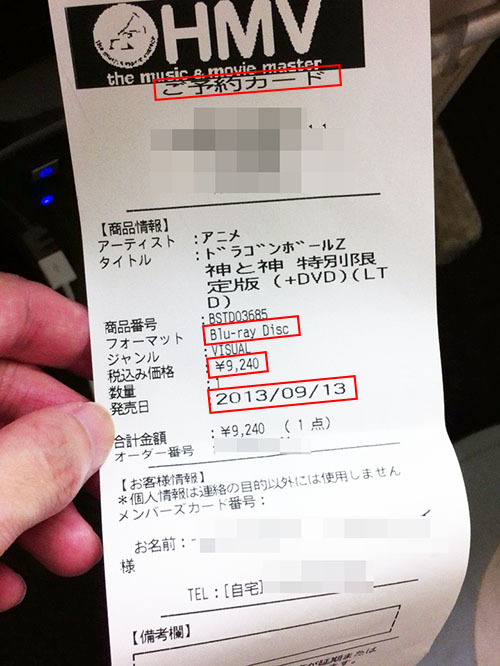 HMV
the music & movie master
ご予約カード
【商品情報】
アーティスト :アニメ
タイトル :ドラゴンボールZ
神と神 特別限
定版 (+DVD)(LT
D)
商品番号 :BSTD03685
フォーマット :Blu-ray Disc
ジャンル :VISUAL
税込み価格 :¥9,240
数量 :1
発売日 :2013/09/13
合計金額 :¥9,240 (1点)
オーダー番号
【お客様情報】
*個人情報は連絡の目的以外には使用しません
メンバーズカード番号:
お名前:
様
TEL:[自宅]
【備考欄】